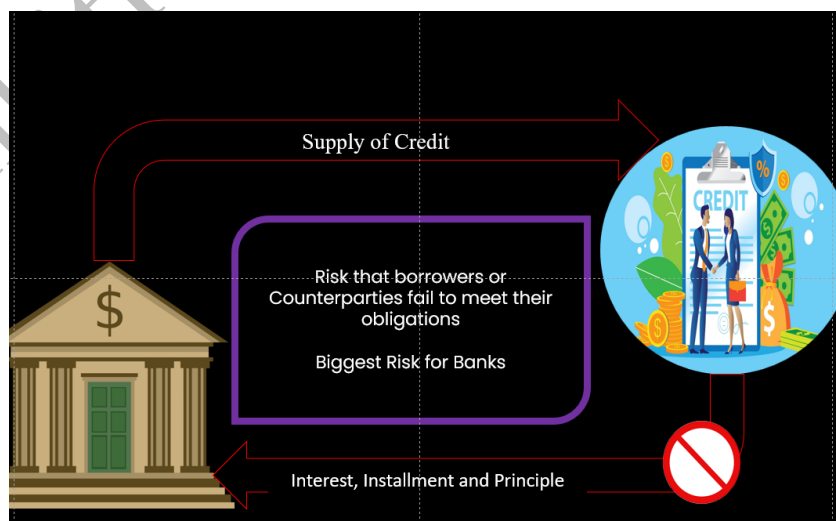 Supply of Credit
$
%
CREDIT
Risk that borrowers or
Counterparties fail to meet their
obligations
Biggest Risk for Banks
$
$
Interest, Installment and Principle